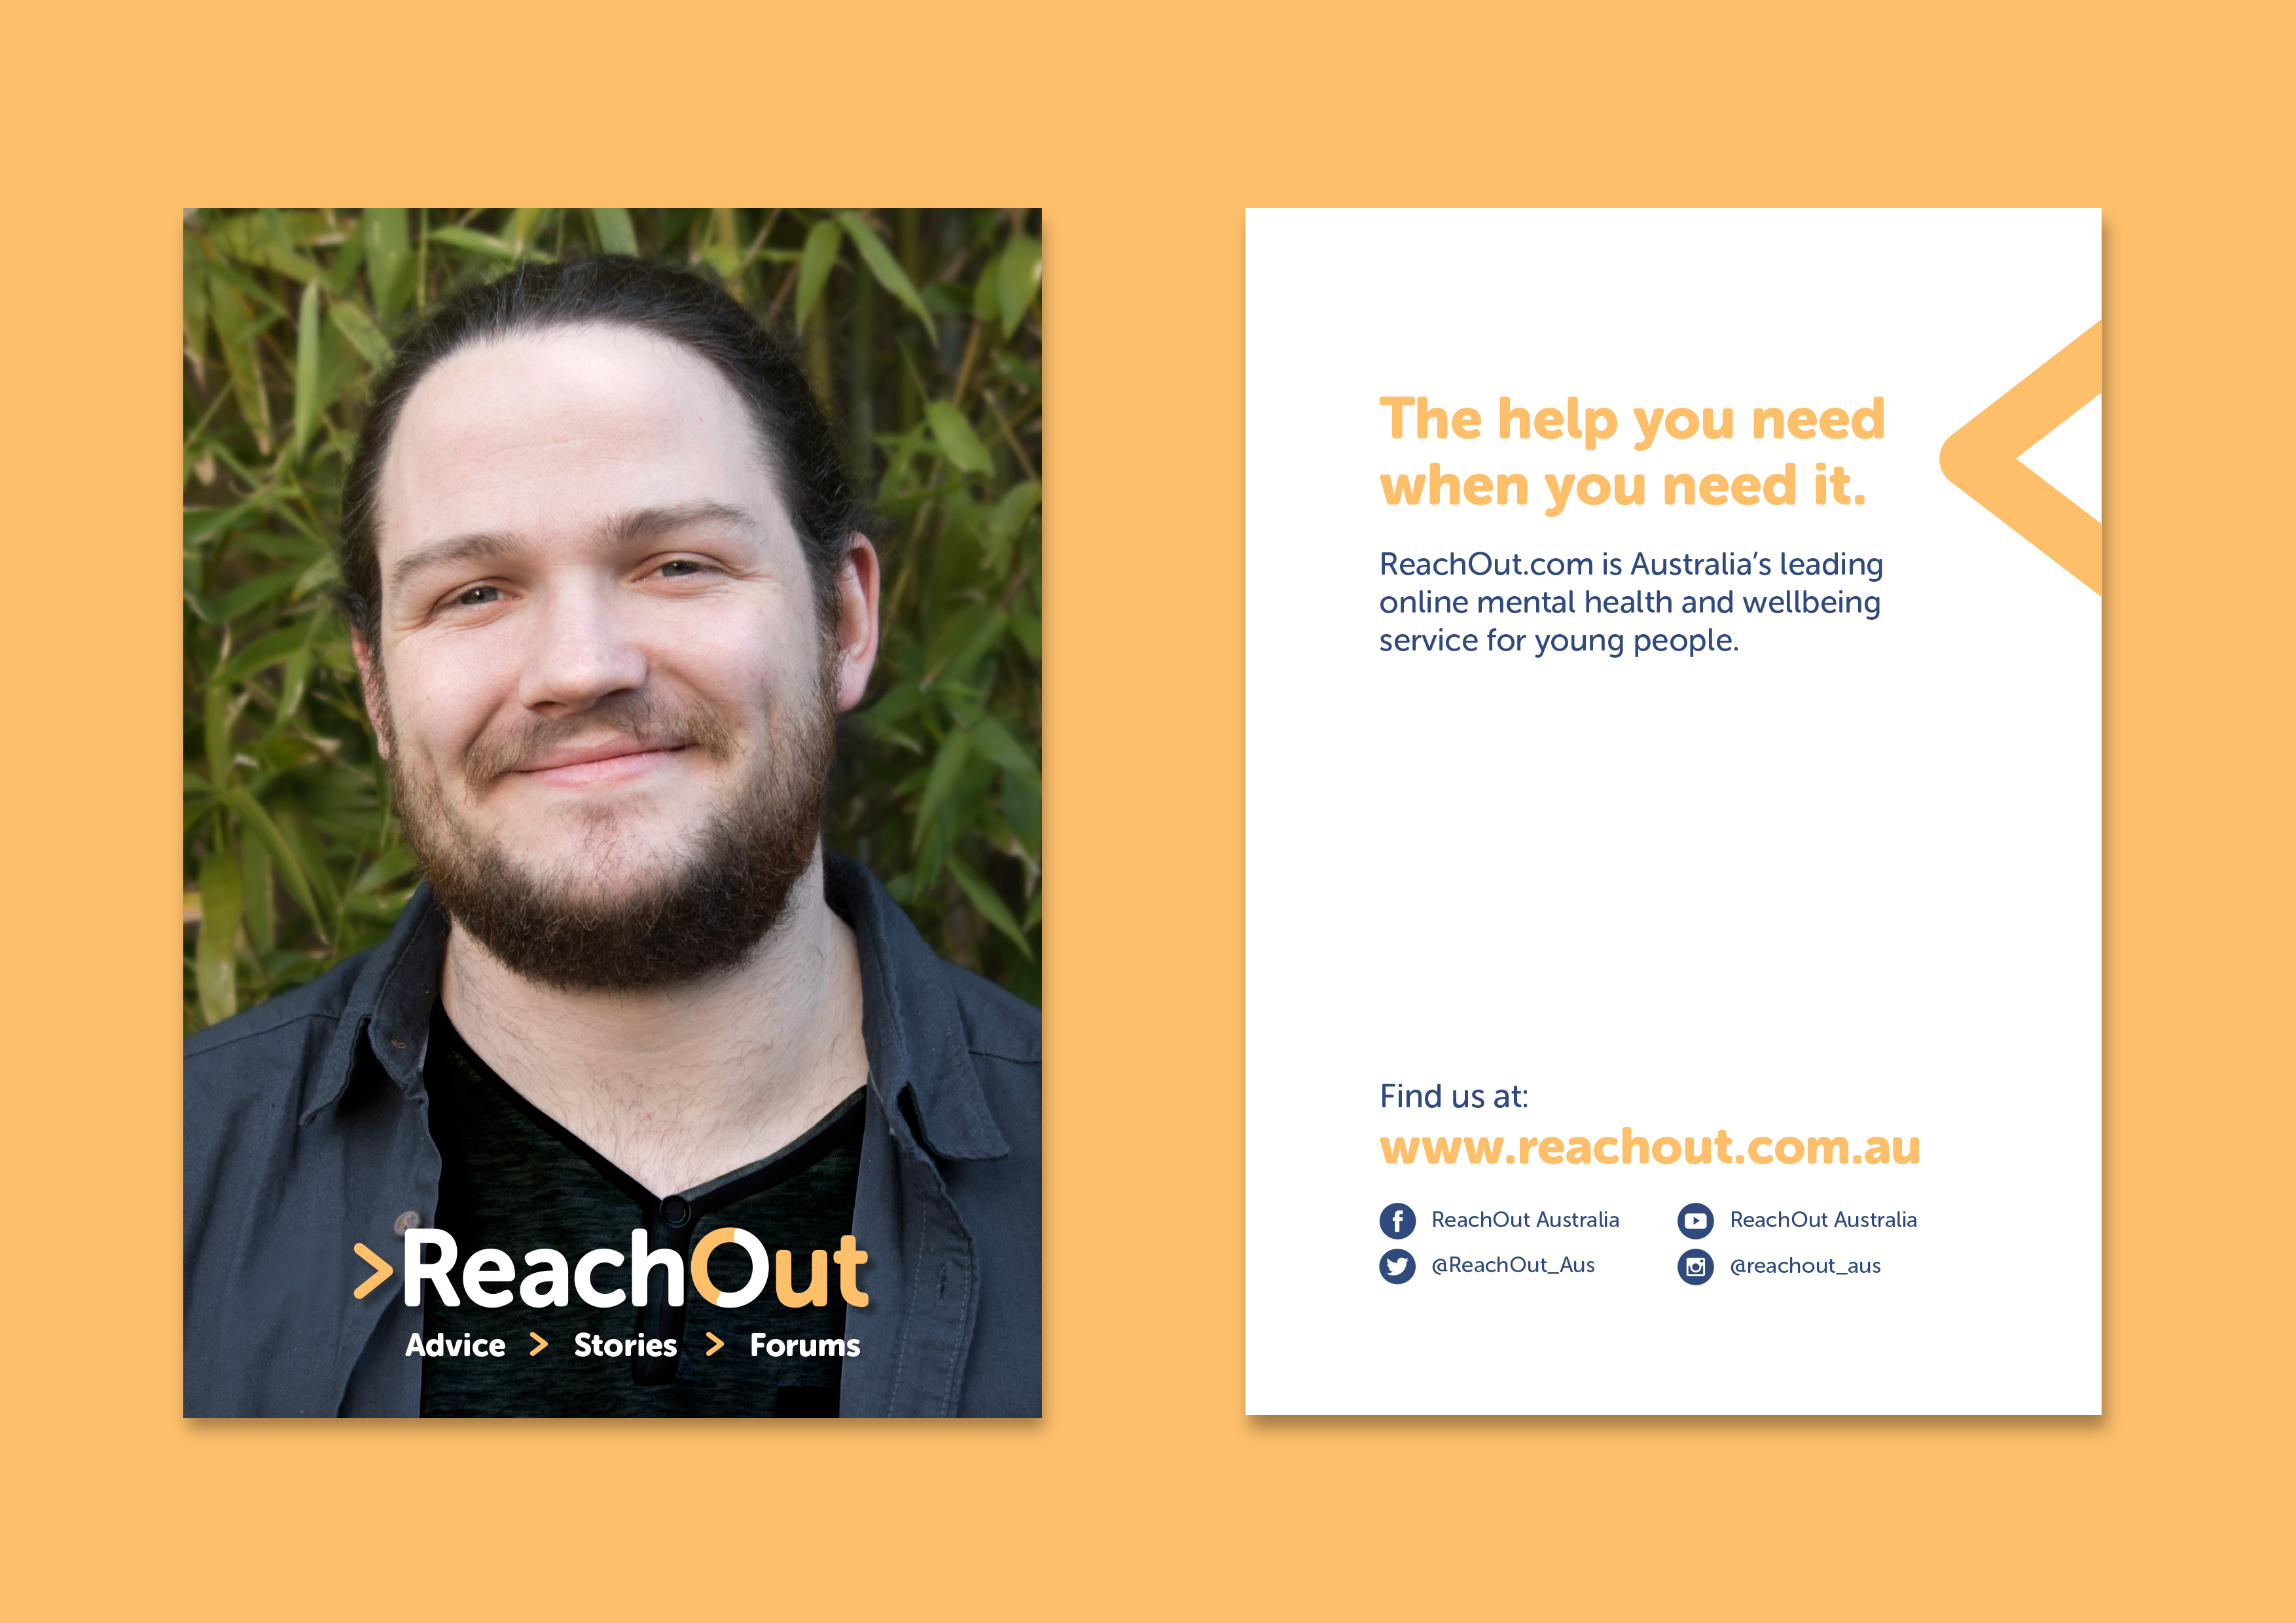 >ReachOut
Advice > Stories > Forums
The help you need
when you need it.
ReachOut.com is Australia’s leading
online mental health and wellbeing
service for young people.
Find us at:
www.reachout.com.au
ReachOut Australia
ReachOut Australia
@ReachOut_Aus
@reachout_aus